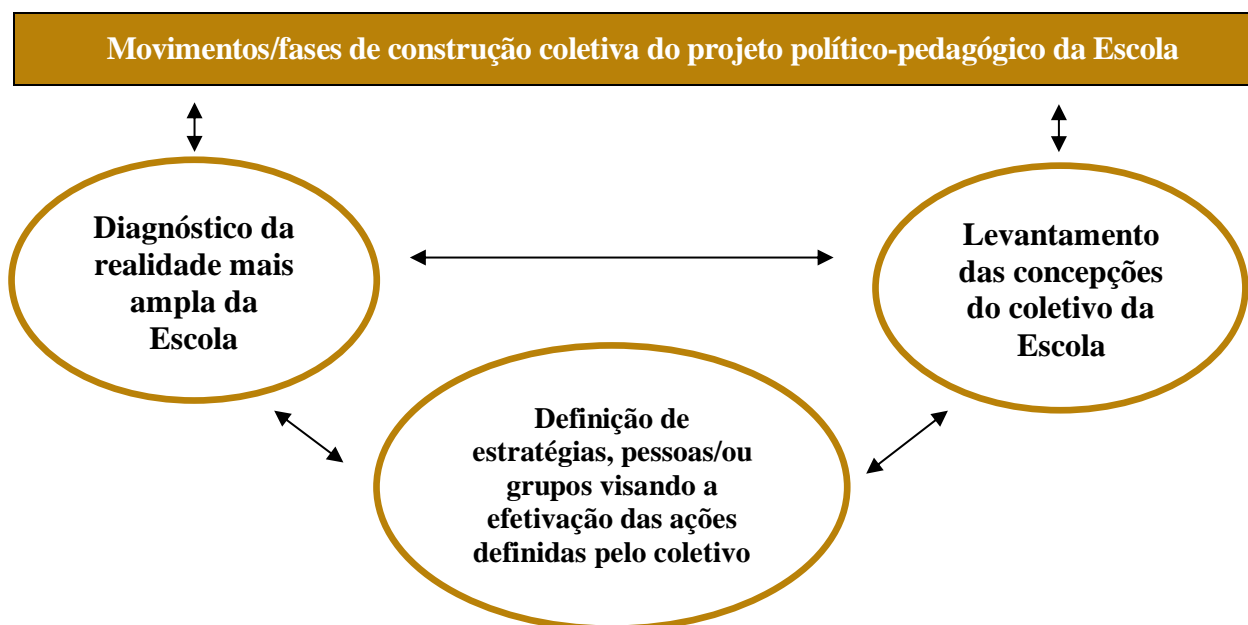 Movimentos/fases de construção coletiva do projeto político-pedagógico da Escola
Diagnóstico da
realidade mais
ampla da
Escola
Levantamento
das concepções
do coletivo da
Escola
Definição de
estratégias, pessoas/ou
grupos visando a
efetivação das ações
definidas pelo coletivo